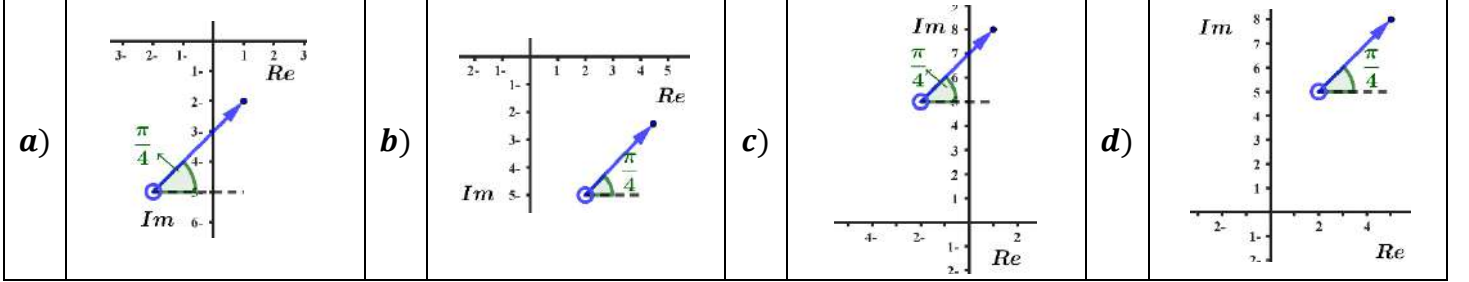 a)
3- 2- 1- 1 2 3
Re
1-
2-
3-
4-
6-
π
4
Im
b)
2- 1- 1 2 3 4 5
Re
1-
2-
3-
4-
5-
π
4
Im
c)
Im
9
8
7
6
4
3
2
1
π
4
4- 2- 2
1-
2-
Re
d)
Im
8
7
6
5
4
3
2
1
π
4
2- 2 4
1-
2-
Re